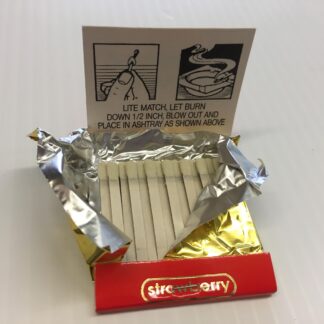 LITE MATCH, LET BURN
DOWN 1/2 INCH, BLOW OUT AND
PLACE IN ASHTRAY AS SHOWN ABOVE
strawberry